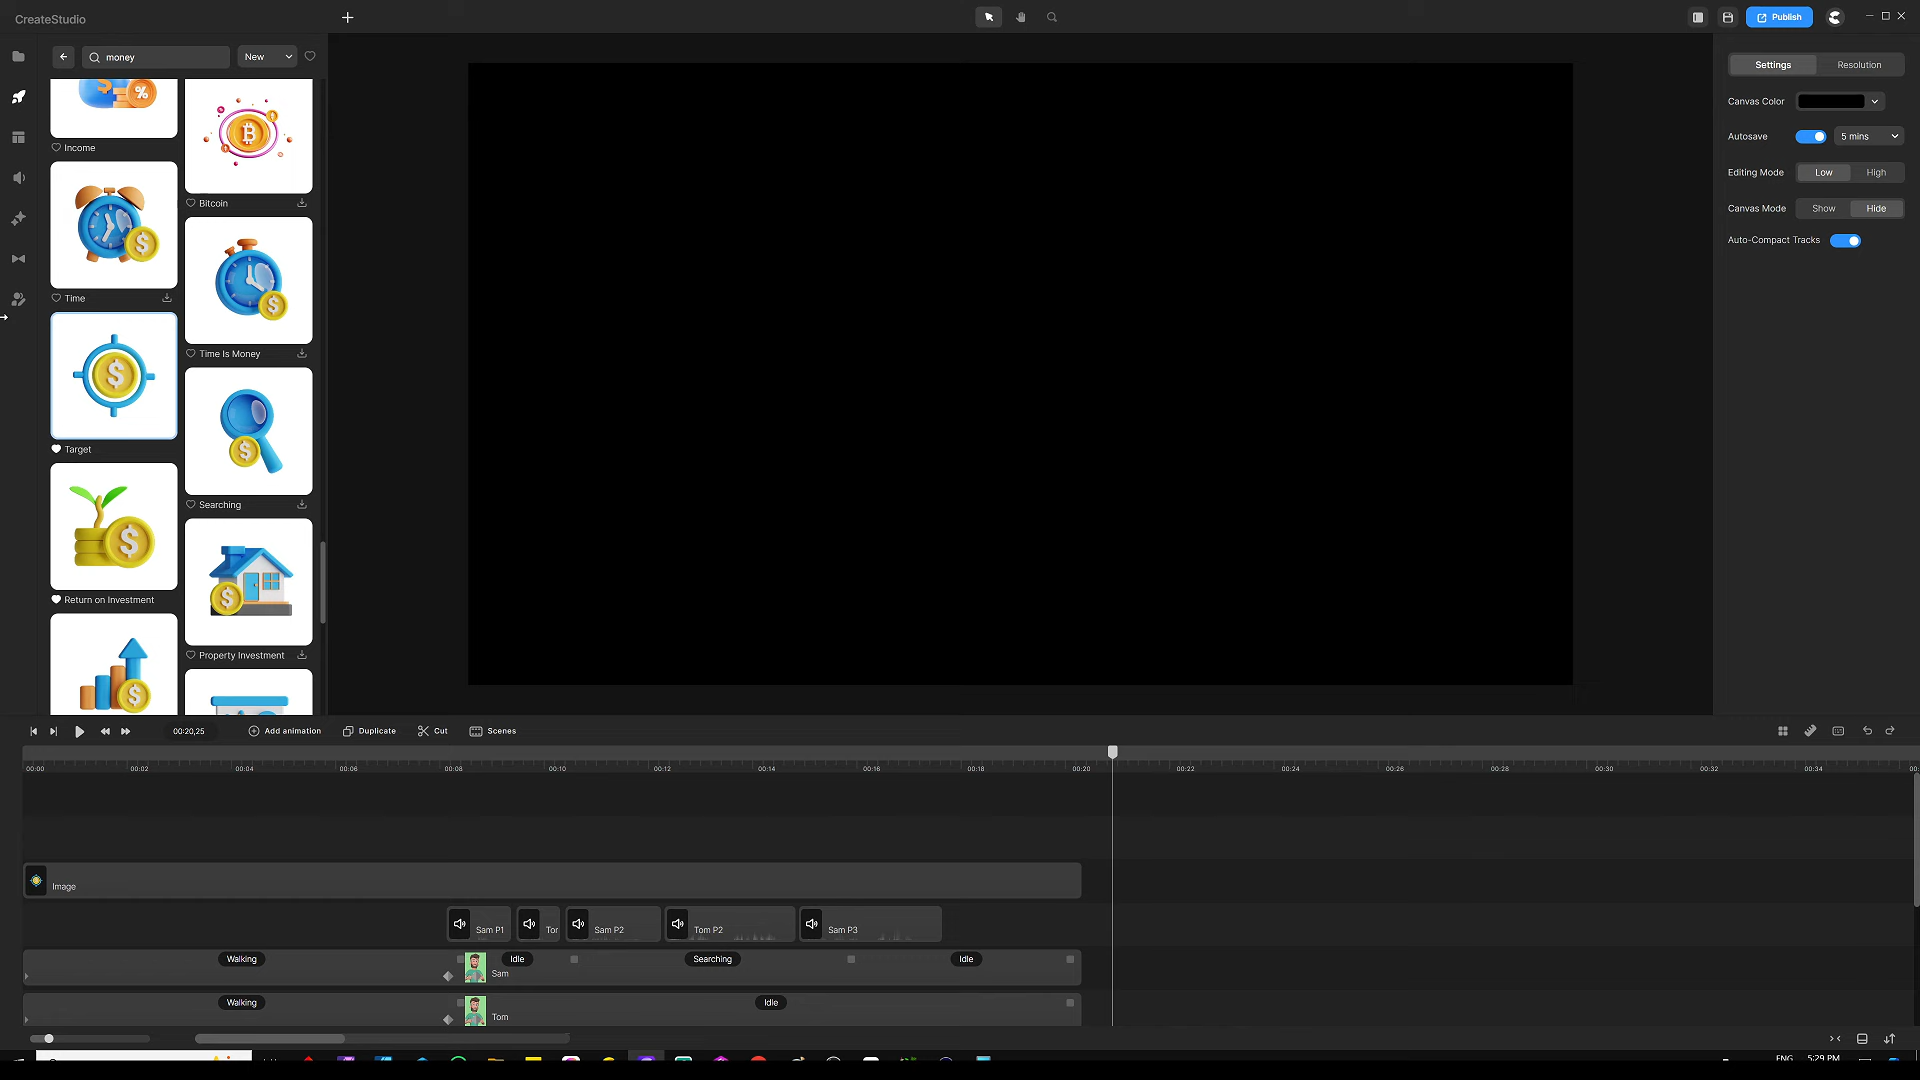 CreateStudio
+
Publish
money
New
Settings
Resolution
Canvas Color
Autosave
5 mins
Editing Mode
Low
High
Canvas Mode
Show
Hide
Auto-Compact Tracks
Income
Bitcoin
Time
Time Is Money
Target
Searching
Return on Investment
Property Investment
00:20,25
Add animation
Duplicate
Cut
Scenes
00:00
00:02
00:04
00:06
00:08
00:10
00:12
00:14
00:16
00:18
00:20
00:22
00:24
00:26
00:28
00:30
00:32
00:34
00:
Image
Sam P1
Tor
Sam P2
Tom P2
Sam P3
Walking
Idle
Searching
Idle
Sam
Walking
Idle
Tom
ENG
5:29 PM